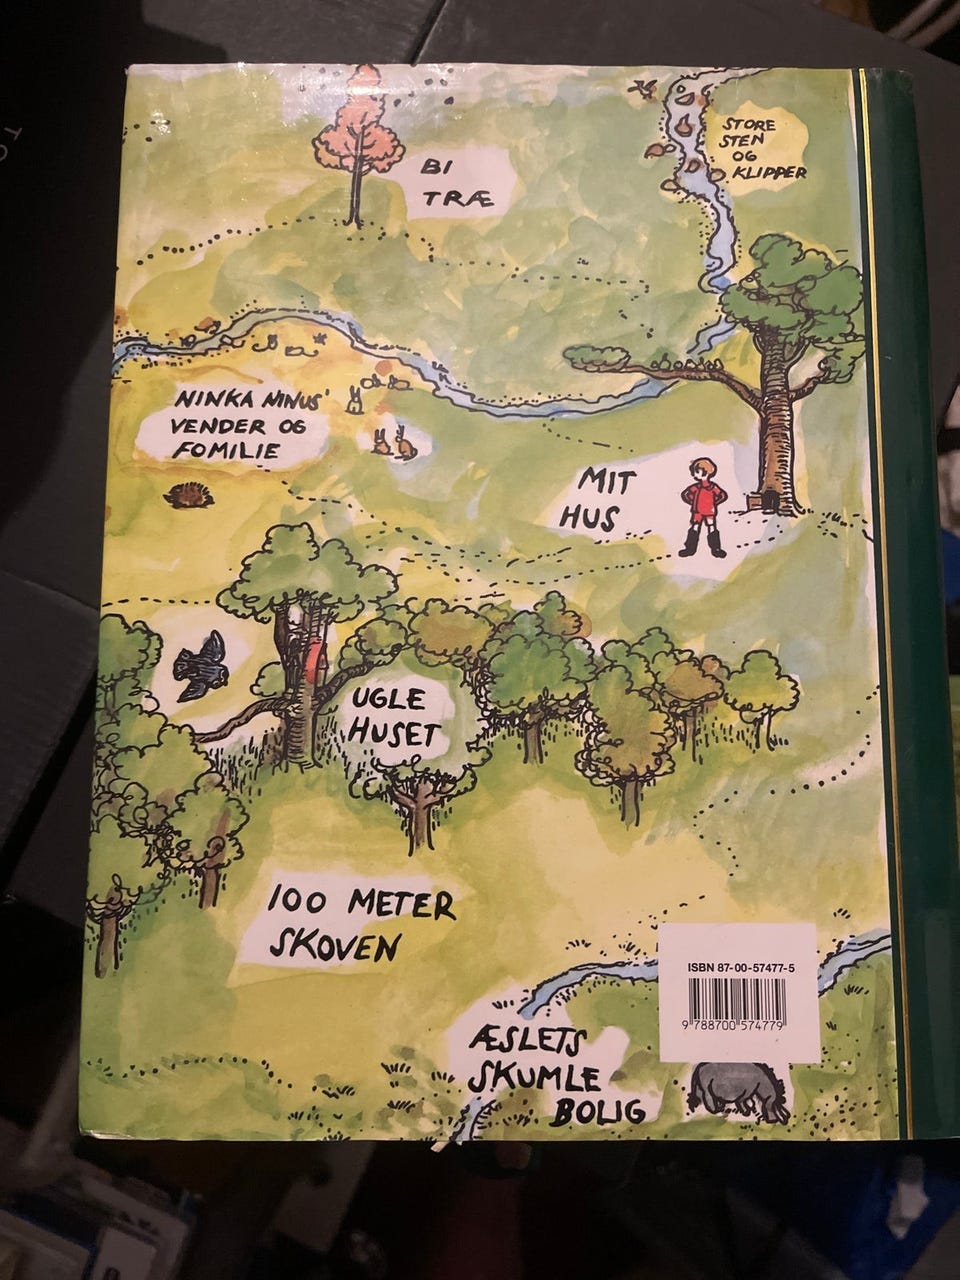 BI
TRÆ
STORE
STEN
OG
KLIPPER
NINKA NINUS'
VENDER OG
FOMILIE
MIT
HUS
UGLE
HUSET
100 METER
SKOVEN
ISBN 87-00-57477-5
9 788700 574779
ÆSLETS
SKUMLE
BOLIG